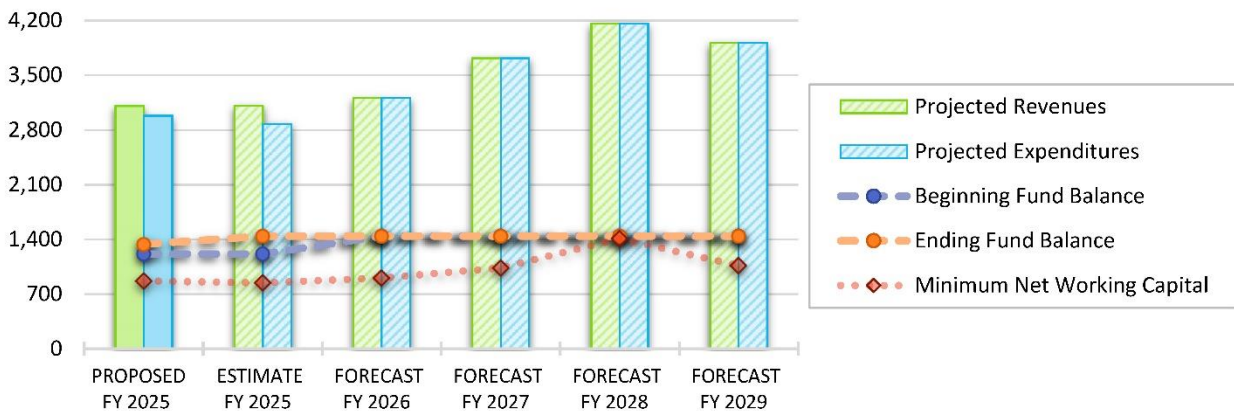 4,200
3,500
2,800
2,100
1,400
700
0
PROPOSED
FY 2025
ESTIMATE
FY 2025
FORECAST
FY 2026
FORECAST
FY 2027
FORECAST
FY 2028
FORECAST
FY 2029
Projected Revenues
Projected Expenditures
Beginning Fund Balance
Ending Fund Balance
Minimum Net Working Capital